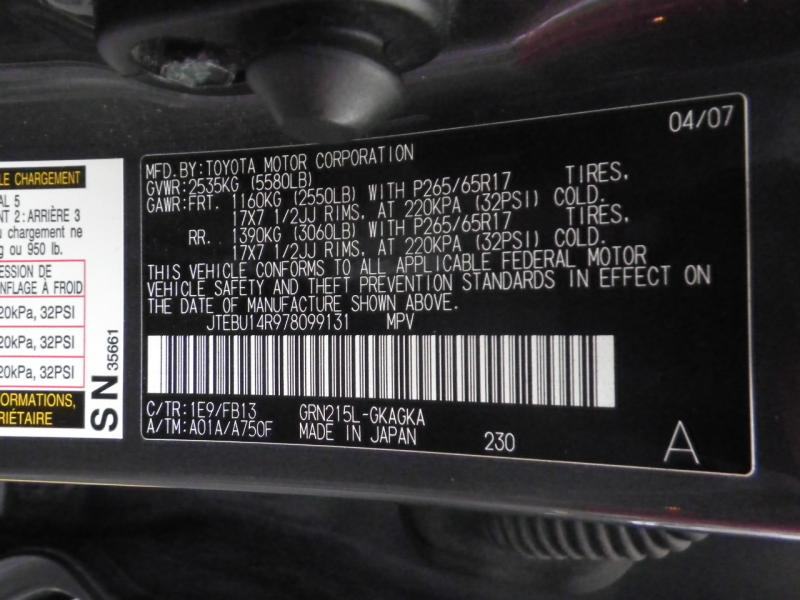 LE CHARGEMENT
AL 5
NT 2: ARRIÈRE 3
u chargement ne
g ou 950 lb.
ESSION DE
NFLAGE À FROID
20kPa, 32PSI
20kPa, 32PSI
20kPa, 32PSI
FORMATIONS,
RIÉTAIRE
SN 35661
04/07
MFD.BY:TOYOTA MOTOR CORPORATION
GVWR:2535KG (5580LB)
GAWR:FRT. 1160KG (2550LB) WITH P265/65R17 TIRES,
17X7 1/2JJ RIMS, AT 220KPA (32PSI) COLD.
RR. 1390KG (3060LB) WITH P265/65R17 TIRES,
17X7 1/2JJ RIMS, AT 220KPA (32PSI) COLD.
THIS VEHICLE CONFORMS TO ALL APPLICABLE FEDERAL MOTOR
VEHICLE SAFETY AND THEFT PREVENTION STANDARDS IN EFFECT ON
THE DATE OF MANUFACTURE SHOWN ABOVE.
JTEBU14R978099131 MPV
C/TR:1E9/FB13 GRN215L-GKAGKA
A/TM:A01A/A750F MADE IN JAPAN 230 A